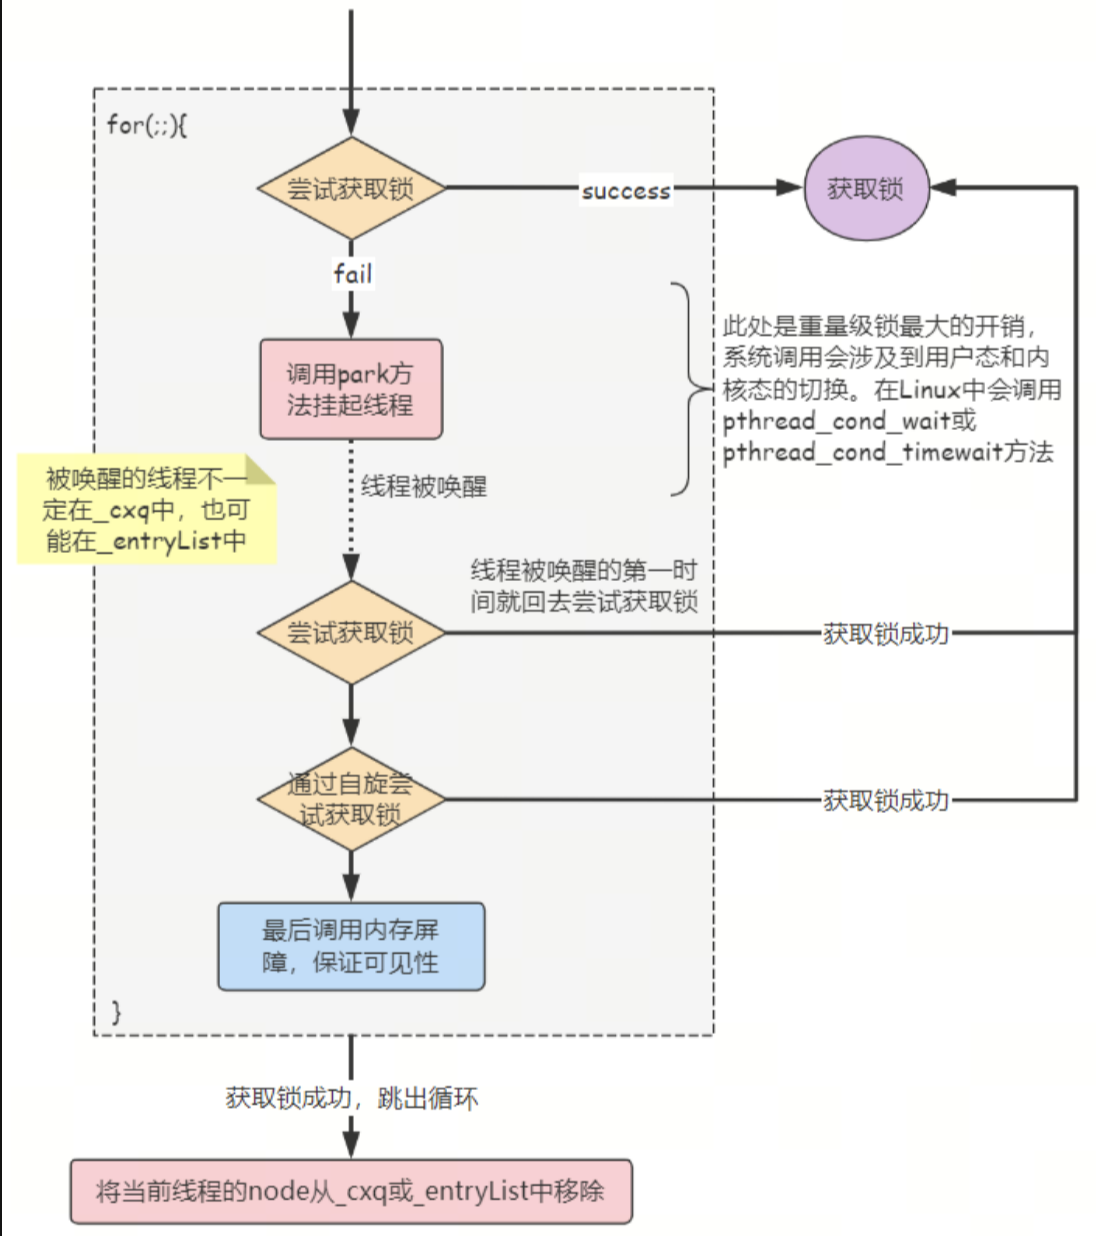 for(;;){
尝试获取锁
success
获取锁
fail
此处是重量级锁最大的开销，
系统调用会涉及到用户态和内
核态的切换。在Linux中会调用
pthread_cond_wait或
pthread_cond_timewait方法
调用park方
法挂起线程
被唤醒的线程不一
定在_cxq中，也可
能在_entryList中
线程被唤醒
线程被唤醒的第一时
间就回去尝试获取锁
尝试获取锁
获取锁成功
通过自旋尝
试获取锁
获取锁成功
最后调用内存屏
障，保证可见性
}
获取锁成功，跳出循环
将当前线程的node从_cxq或_entryList中移除